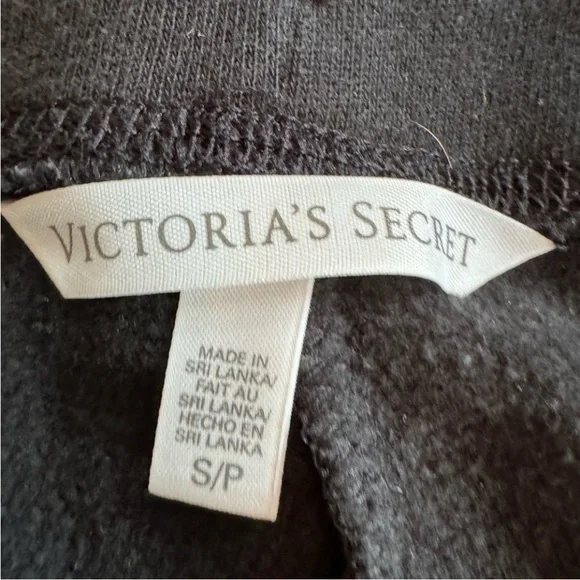 VICTORIA'S SECRET
MADE IN
SRI LANKA/
FAIT AU
SRI LANKA/
HECHO EN
SRI LANKA
S/P